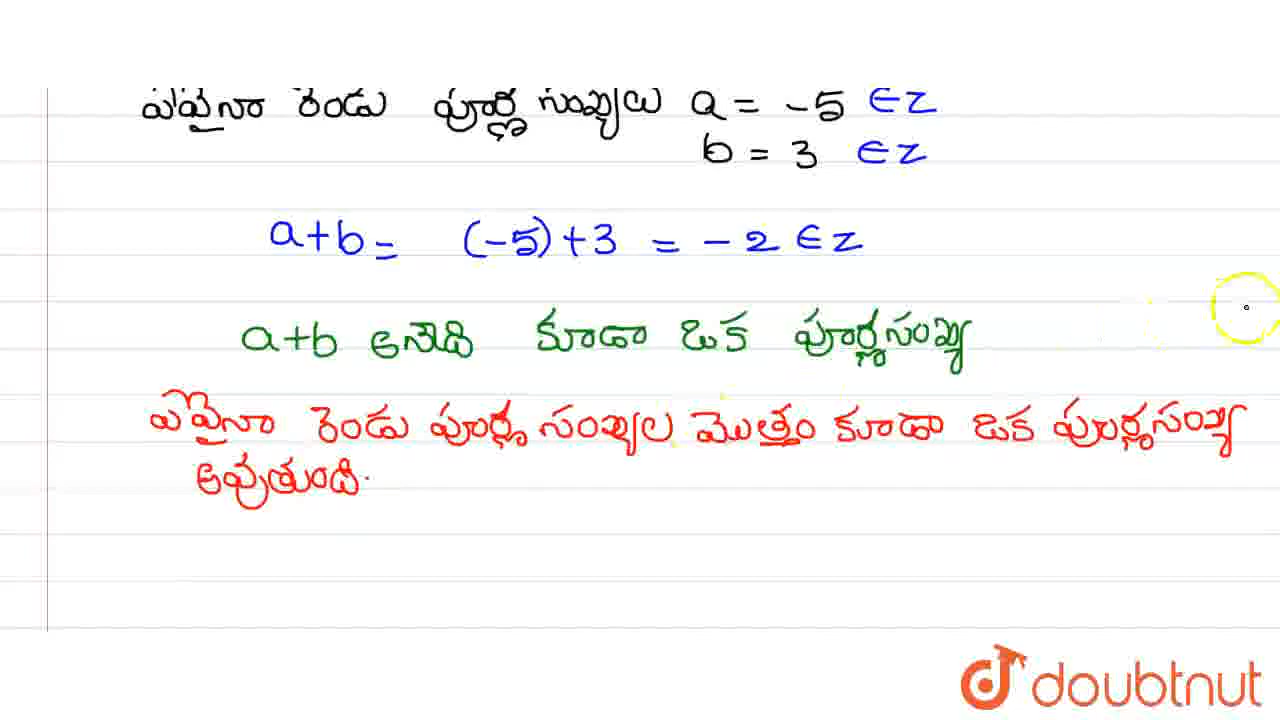 ఏవైనా రెండు పూర్ణ సంఖ్యలు a = -5 ∈ Z
b = 3 ∈ Z
a+b = (-5)+3 = -2 ∈ Z
a+b అనేది కూడా ఒక పూర్ణసంఖ్య
ఏవైనా రెండు పూర్ణ సంఖ్యల మొత్తం కూడా ఒక పూర్ణసంఖ్య
అవుతుంది.
doubtnut